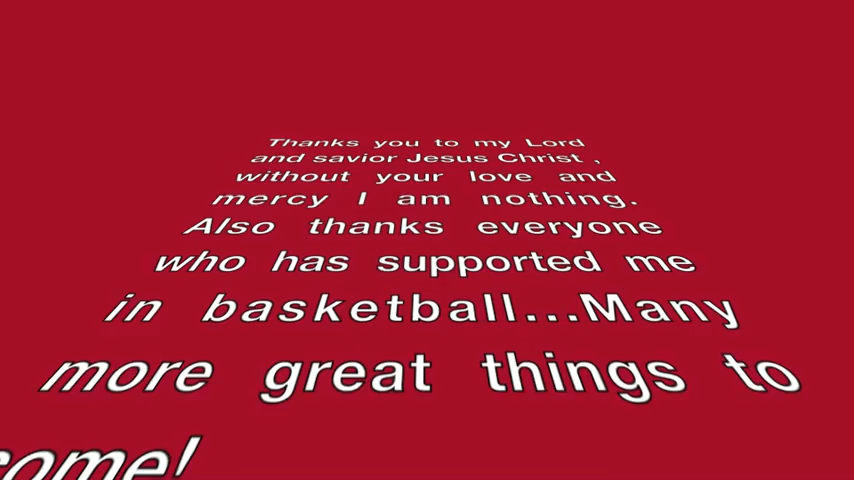 Thanks you to my Lord
and savior Jesus Christ ,
without your love and
mercy I am nothing.
Also thanks everyone
who has supported me
in basketball...Many
more great things to
come!